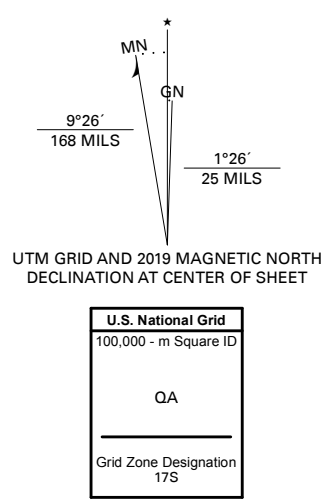 ★
MN
GN
9°26´
168 MILS
1°26´
25 MILS
UTM GRID AND 2019 MAGNETIC NORTH
DECLINATION AT CENTER OF SHEET
U.S. National Grid
100,000 - m Square ID
QA
Grid Zone Designation
17S